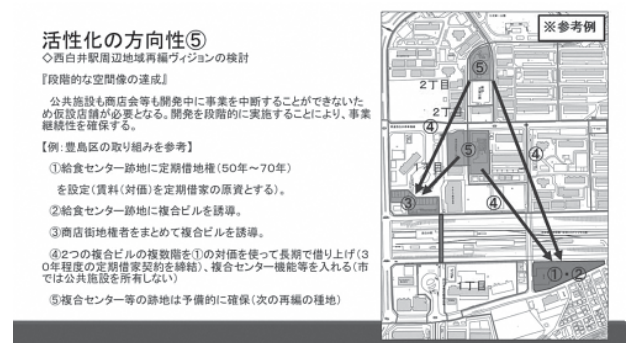 活性化の方向性⑤
◇西白井駅周辺地域再編ヴィジョンの検討
『段階的な空間像の達成』
公共施設も商店会等も開発中に事業を中断することができないた
め仮設店舗が必要となる。開発を段階的に実施することにより、事業
継続性を確保する。
【例:豊島区の取り組みを参考】
①給食センター跡地に定期借地権(50年～70年)
を設定(賃料(対価)を定期借家の原資とする)。
②給食センター跡地に複合ビルを誘導。
③商店街地権者をまとめて複合ビルを誘導。
④2つの複合ビルの複数階を①の対価を使って長期で借り上げ(3
0年程度の定期借家契約を締結)、複合センター機能等を入れる(市
では公共施設を所有しない)
⑤複合センター等の跡地は予備的に確保(次の再編の種地)
※参考例
⑤
2丁目
2丁目
④
④
⑤
③
④
1丁目
①・②